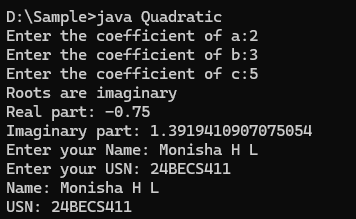 D:\Sample>java Quadratic
Enter the coefficient of a:2
Enter the coefficient of b:3
Enter the coefficient of c:5
Roots are imaginary
Real part: -0.75
Imaginary part: 1.3919410907075054
Enter your Name: Monisha H L
Enter your USN: 24BECS411
Name: Monisha H L
USN: 24BECS411